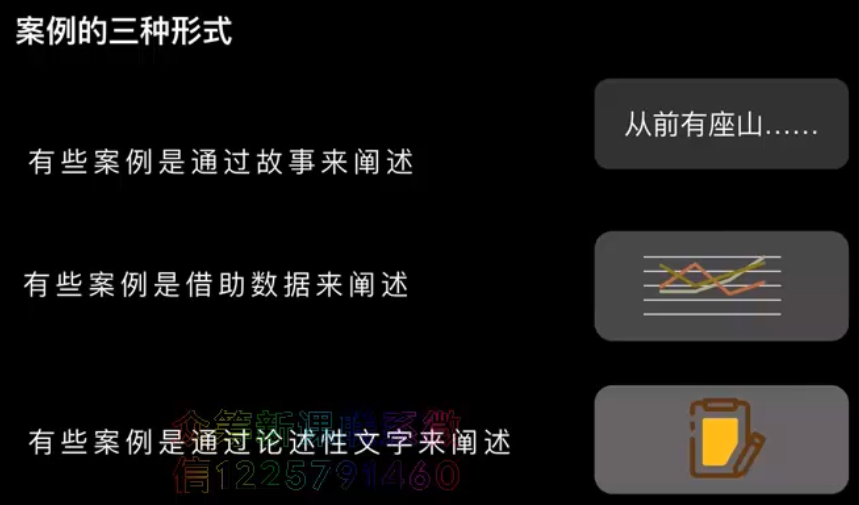 案例的三种形式
从前有座山……
有些案例是通过故事来阐述
有些案例是借助数据来阐述
有些案例是通过论述性文字来阐述
众筹新课联系微
信1225791460